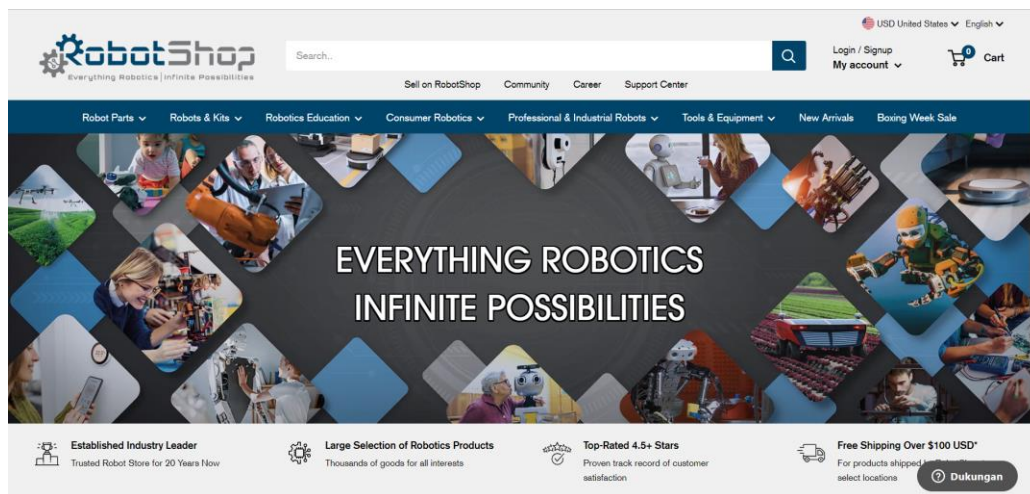 USD United States English
RobotShop
Everything Robotics | Infinite Possibilities
Search..
Login / Signup
My account
0
Cart
Sell on RobotShop Community Career Support Center
Robot Parts Robots & Kits Robotics Education Consumer Robotics Professional & Industrial Robots Tools & Equipment New Arrivals Boxing Week Sale
EVERYTHING ROBOTICS
INFINITE POSSIBILITIES
Established Industry Leader
Trusted Robot Store for 20 Years Now
Large Selection of Robotics Products
Thousands of goods for all interests
Top-Rated 4.5+ Stars
Proven track record of customer
satisfaction
Free Shipping Over $100 USD*
For products shipped
select locations
Dukungan